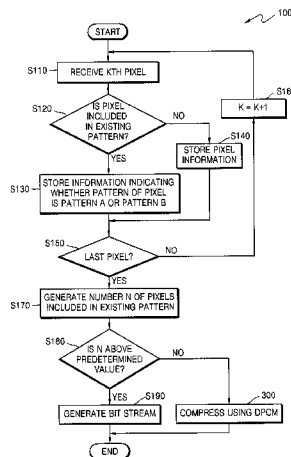 100
START
S110
RECEIVE KTH PIXEL
S160
K = K+1
S120
IS PIXEL
INCLUDED
IN EXISTING
PATTERN?
NO
S140
STORE PIXEL
INFORMATION
YES
S130
STORE INFORMATION INDICATING
WHETHER PATTERN OF PIXEL
IS PATTERN A OR PATTERN B
S150
LAST PIXEL?
NO
YES
S170
GENERATE NUMBER N OF PIXELS
INCLUDED IN EXISTING PATTERN
S180
IS N ABOVE
PREDETERMINED
VALUE?
NO
YES
S190
GENERATE BIT STREAM
300
COMPRESS USING DPCM
END